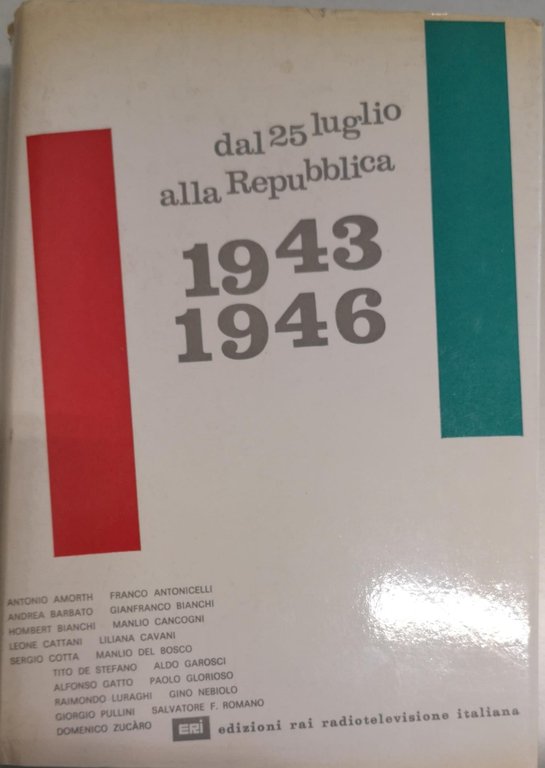 dal 25 luglio
alla Repubblica
1943
1946
ANTONIO AMORTH FRANCO ANTONICELLI
ANDREA BARBATO GIANFRANCO BIANCHI
HOMBERT BIANCHI MANLIO CANCOGNI
LEONE CATTANI LILIANA CAVANI
SERGIO COTTA MANLIO DEL BOSCO
TITO DE STEFANO ALDO GAROSCI
ALFONSO GATTO PAOLO GLORIOSO
RAIMONDO LURAGHI GINO NEBIOLO
GIORGIO PULLINI SALVATORE F. ROMANO
DOMENICO ZUCÀRO ERI edizioni rai radiotelevisione italiana